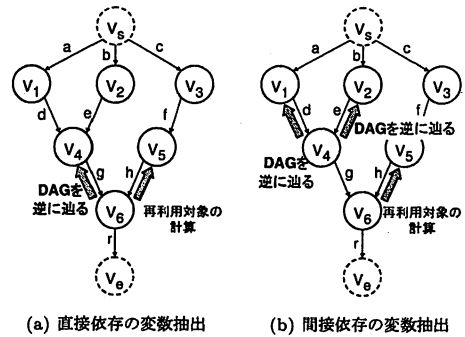 Vs
a
b
c
V1
V2
V3
d
e
f
V4
V5
g
h
DAGを
逆に辿る
V6
再利用対象の
計算
r
Ve
(a) 直接依存の変数抽出
Vs
a
b
c
V1
V2
V3
d
e
f
DAGを逆に辿る
V4
V5
DAGを
逆に辿る
g
h
V6
再利用対象の
計算
r
Ve
(b) 間接依存の変数抽出